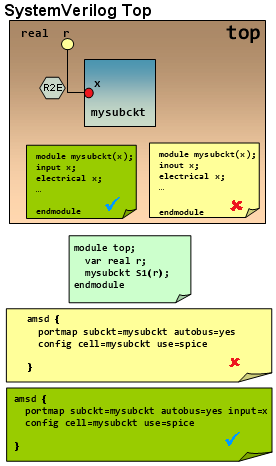 SystemVerilog Top
real r
top
R2E
x
mysubckt
module mysubckt(x);
input x;
electrical x;
…
endmodule
module mysubckt(x);
inout x;
electrical x;
…
endmodule
module top;
var real r;
mysubckt S1(r);
endmodule
amsd {
portmap subckt=mysubckt autobus=yes
config cell=mysubckt use=spice
}
amsd {
portmap subckt=mysubckt autobus=yes input=x
config cell=mysubckt use=spice
}